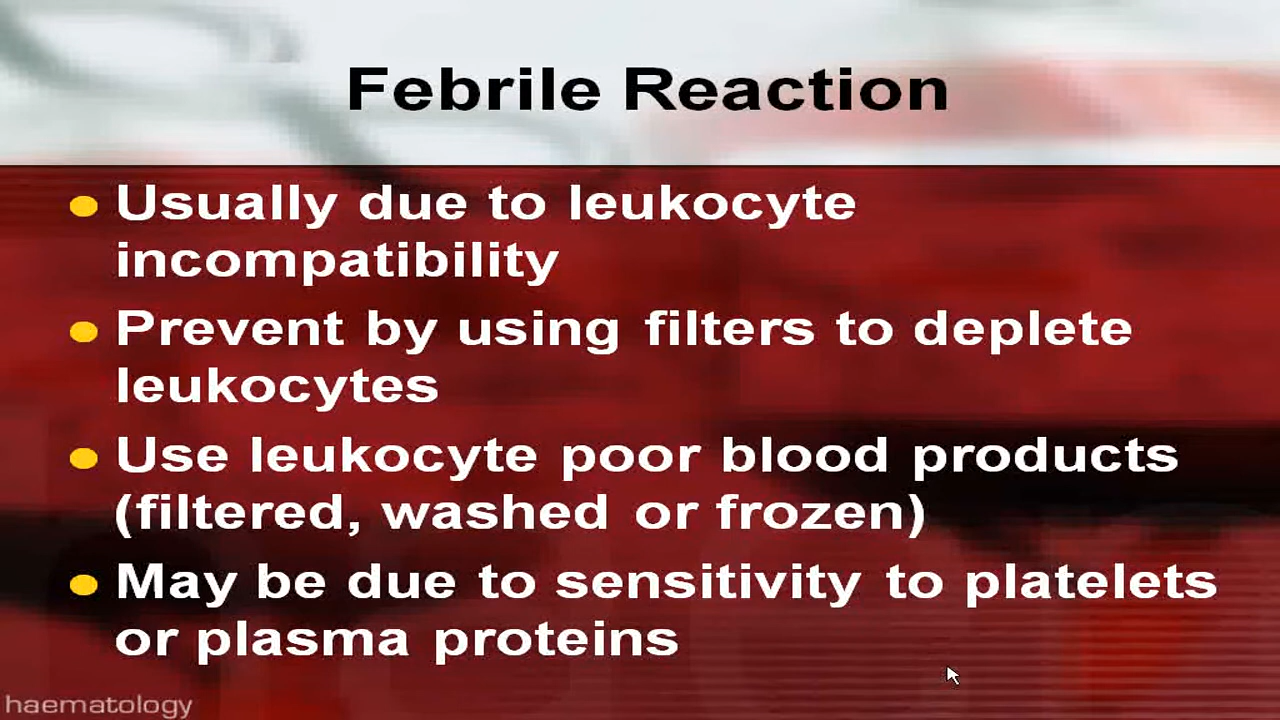 Febrile Reaction
Usually due to leukocyte
incompatibility
Prevent by using filters to deplete
leukocytes
Use leukocyte poor blood products
(filtered, washed or frozen)
May be due to sensitivity to platelets
or plasma proteins
haematology